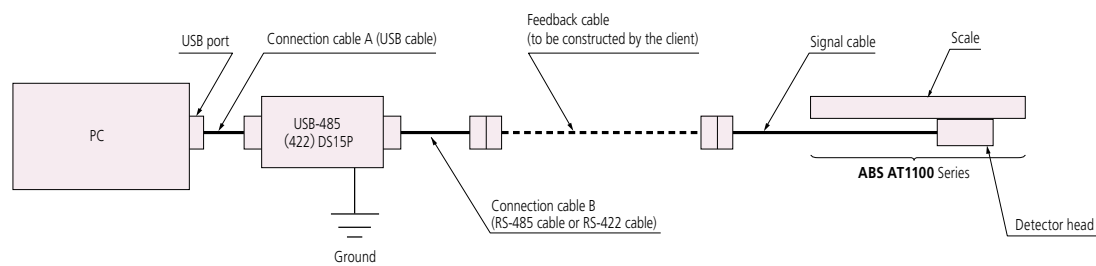 Feedback cable
(to be constructed by the client)
USB port
Connection cable A (USB cable)
Signal cable
Scale
PC
USB-485
(422) DS15P
ABS AT1100 Series
Connection cable B
(RS-485 cable or RS-422 cable)
Detector head
Ground